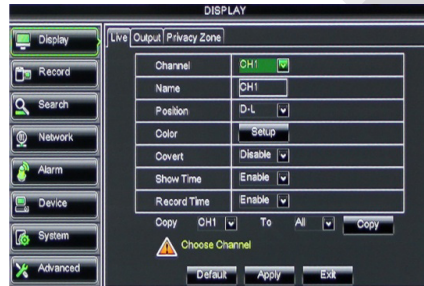 DISPLAY
Display
Record
Search
Network
Alarm
Device
System
Advanced
Live Output Privacy Zone
Channel CH1
Name CH1
Position D-L
Color Setup
Covert Disable
Show Time Enable
Record Time Enable
Copy CH1 To All Copy
Choose Channel
Default Apply Exit